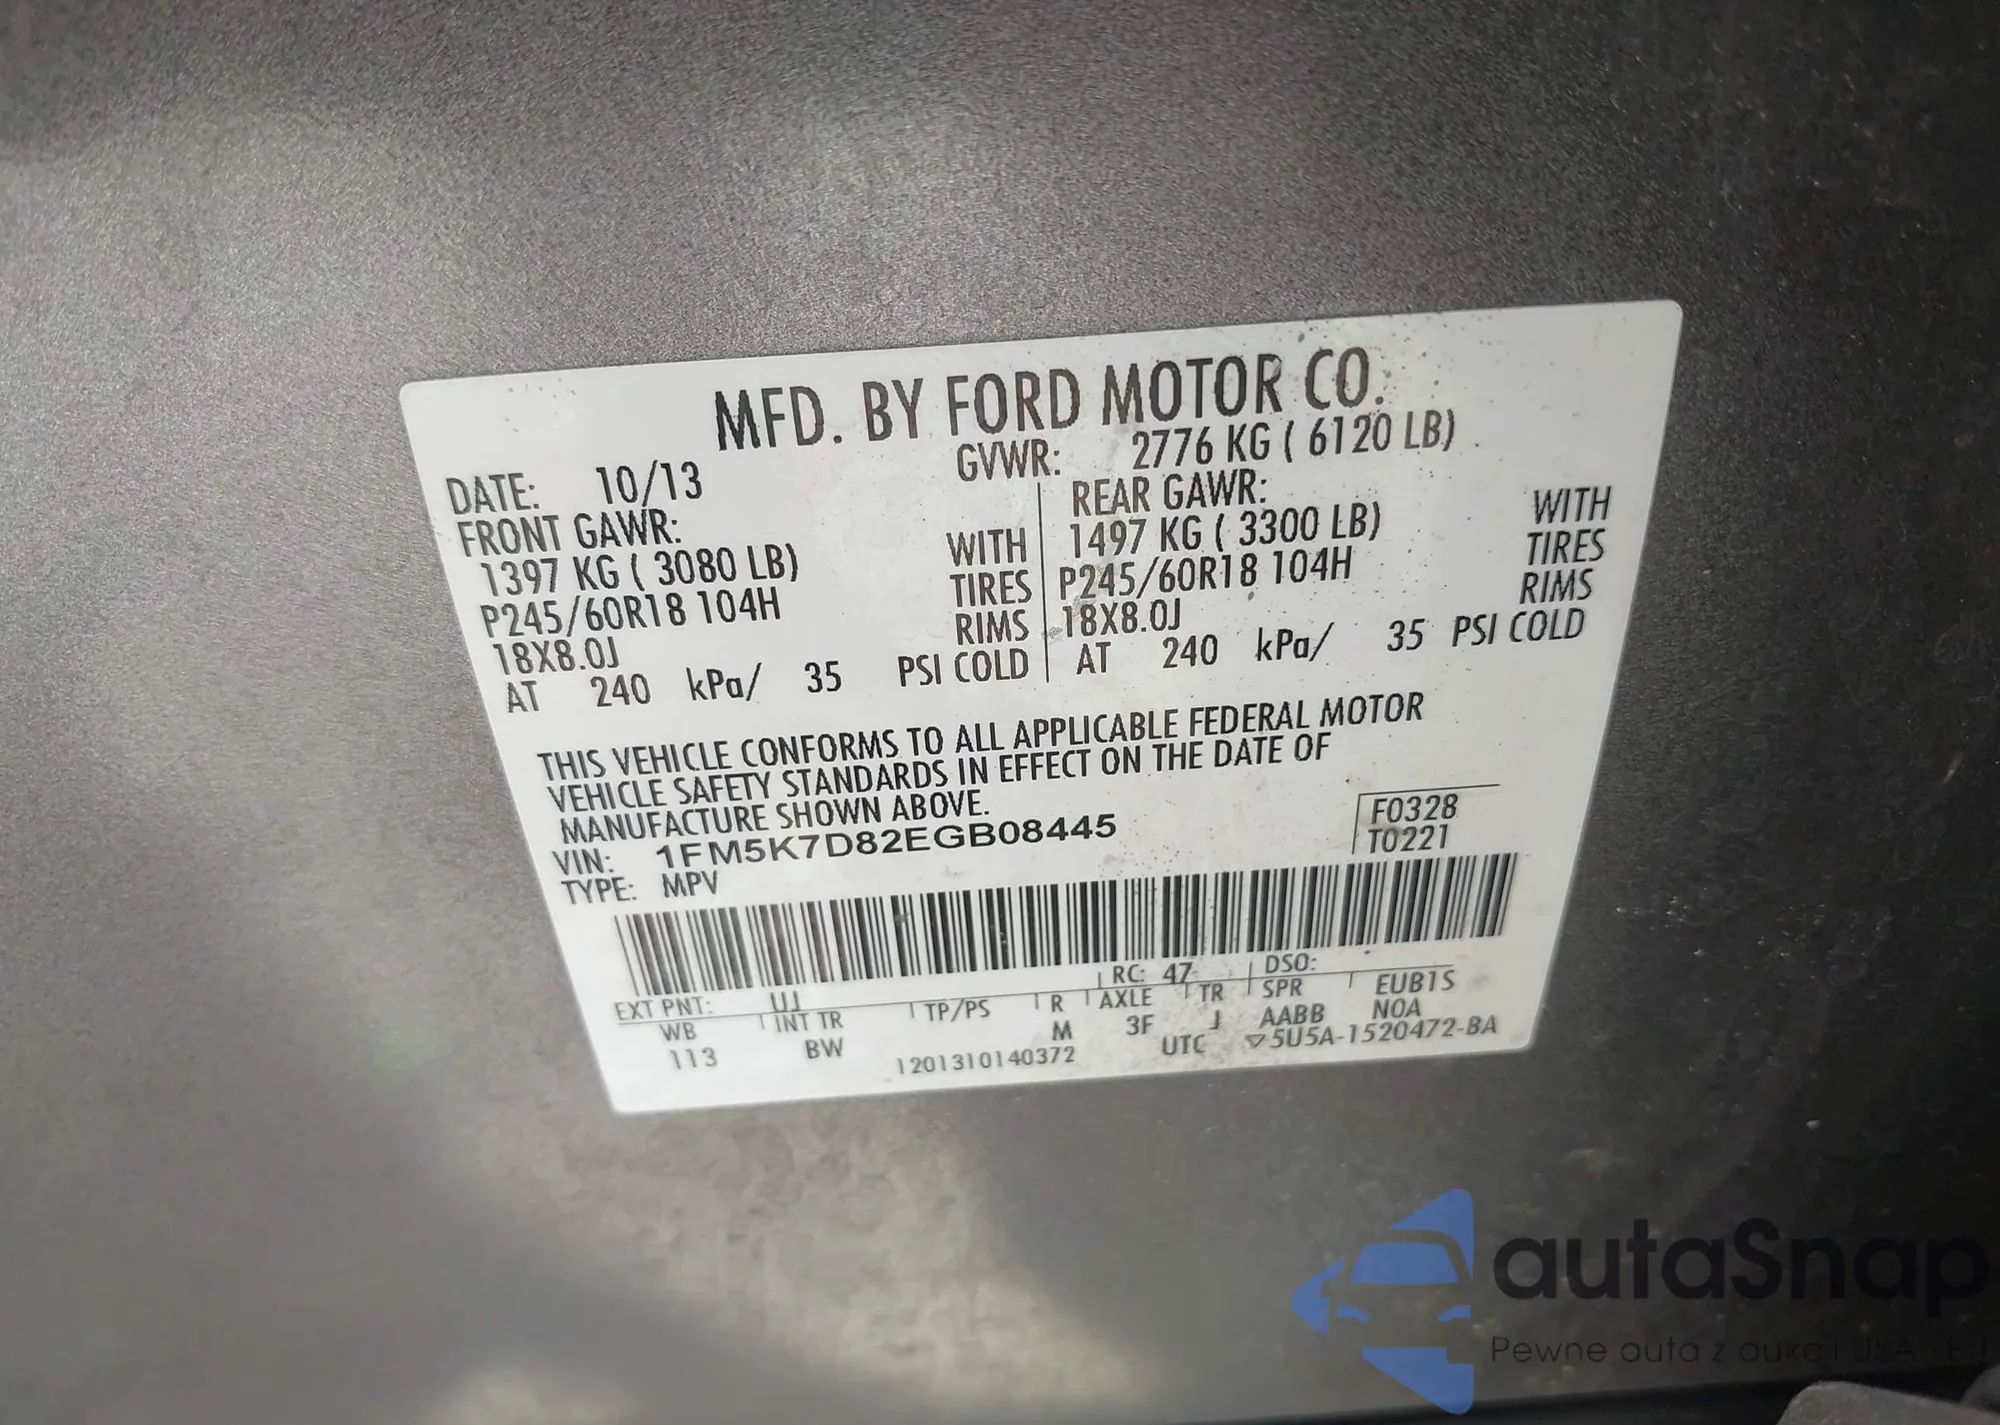 MFD. BY FORD MOTOR CO.
DATE: 10/13 GVWR: 2776 KG ( 6120 LB)
FRONT GAWR: REAR GAWR:
1397 KG ( 3080 LB) WITH 1497 KG ( 3300 LB) WITH
P245/60R18 104H TIRES P245/60R18 104H TIRES
18X8.0J RIMS 18X8.0J RIMS
AT 240 kPa/ 35 PSI COLD AT 240 kPa/ 35 PSI COLD
THIS VEHICLE CONFORMS TO ALL APPLICABLE FEDERAL MOTOR
VEHICLE SAFETY STANDARDS IN EFFECT ON THE DATE OF
MANUFACTURE SHOWN ABOVE.
VIN: 1FM5K7D82EGB08445 F0328
TYPE: MPV T0221
EXT PNT: UJ RC: 47 DSO:
WB INT TR TP/PS R AXLE TR SPR EUB1S
113 BW M 3F J AABB NOA
1201310140372 UTC ▽5U5A-1520472-BA
autaSnap
Pewne auta z aukcji USA i EU